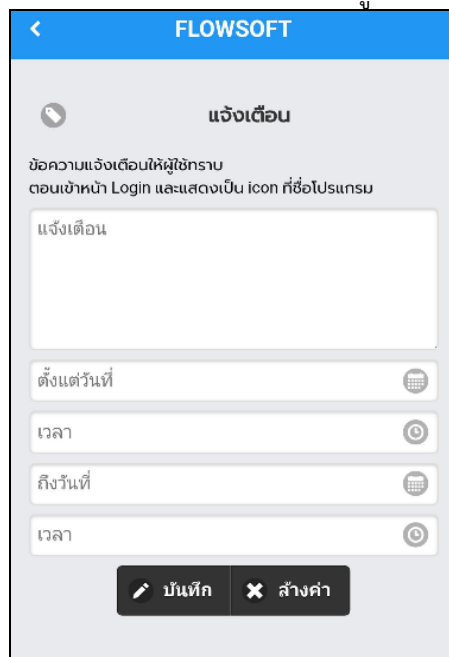 FLOWSOFT
แจ้งเตือน
ข้อความแจ้งเตือนให้ผู้ใช้ทราบ
ตอนเข้าหน้า Login และแสดงเป็น icon ที่ชื่อโปรแกรม
แจ้งเตือน
ตั้งแต่วันที่
เวลา
ถึงวันที่
เวลา
บันทึก ล้างค่า